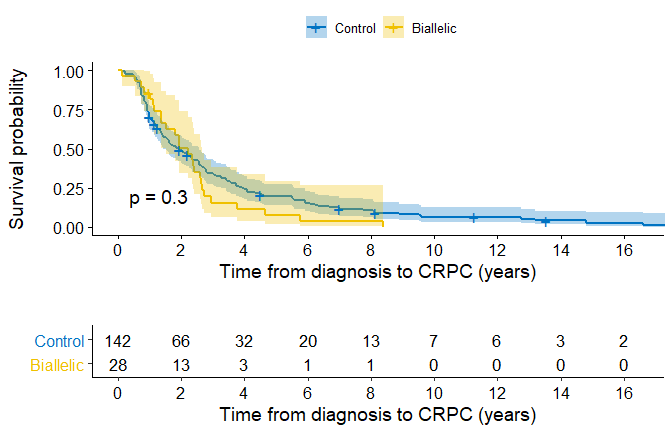 Control Biallelic
Survival probability
1.00
0.75
0.50
0.25
0.00
p = 0.3
0 2 4 6 8 10 12 14 16
Time from diagnosis to CRPC (years)
Control 142 66 32 20 13 7 6 3 2
Biallelic 28 13 3 1 1 0 0 0 0
0 2 4 6 8 10 12 14 16
Time from diagnosis to CRPC (years)